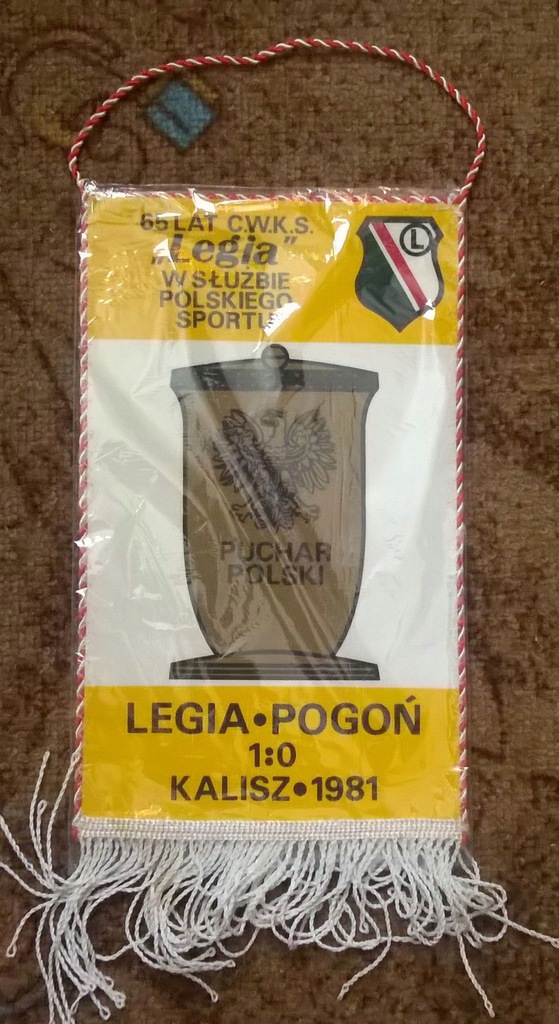 65 LAT C.W.K.S.
„Legia”
W SŁUŻBIE
POLSKIEGO
SPORTU
L
PUCHAR
POLSKI
LEGIA•POGOŃ
1:0
KALISZ•1981